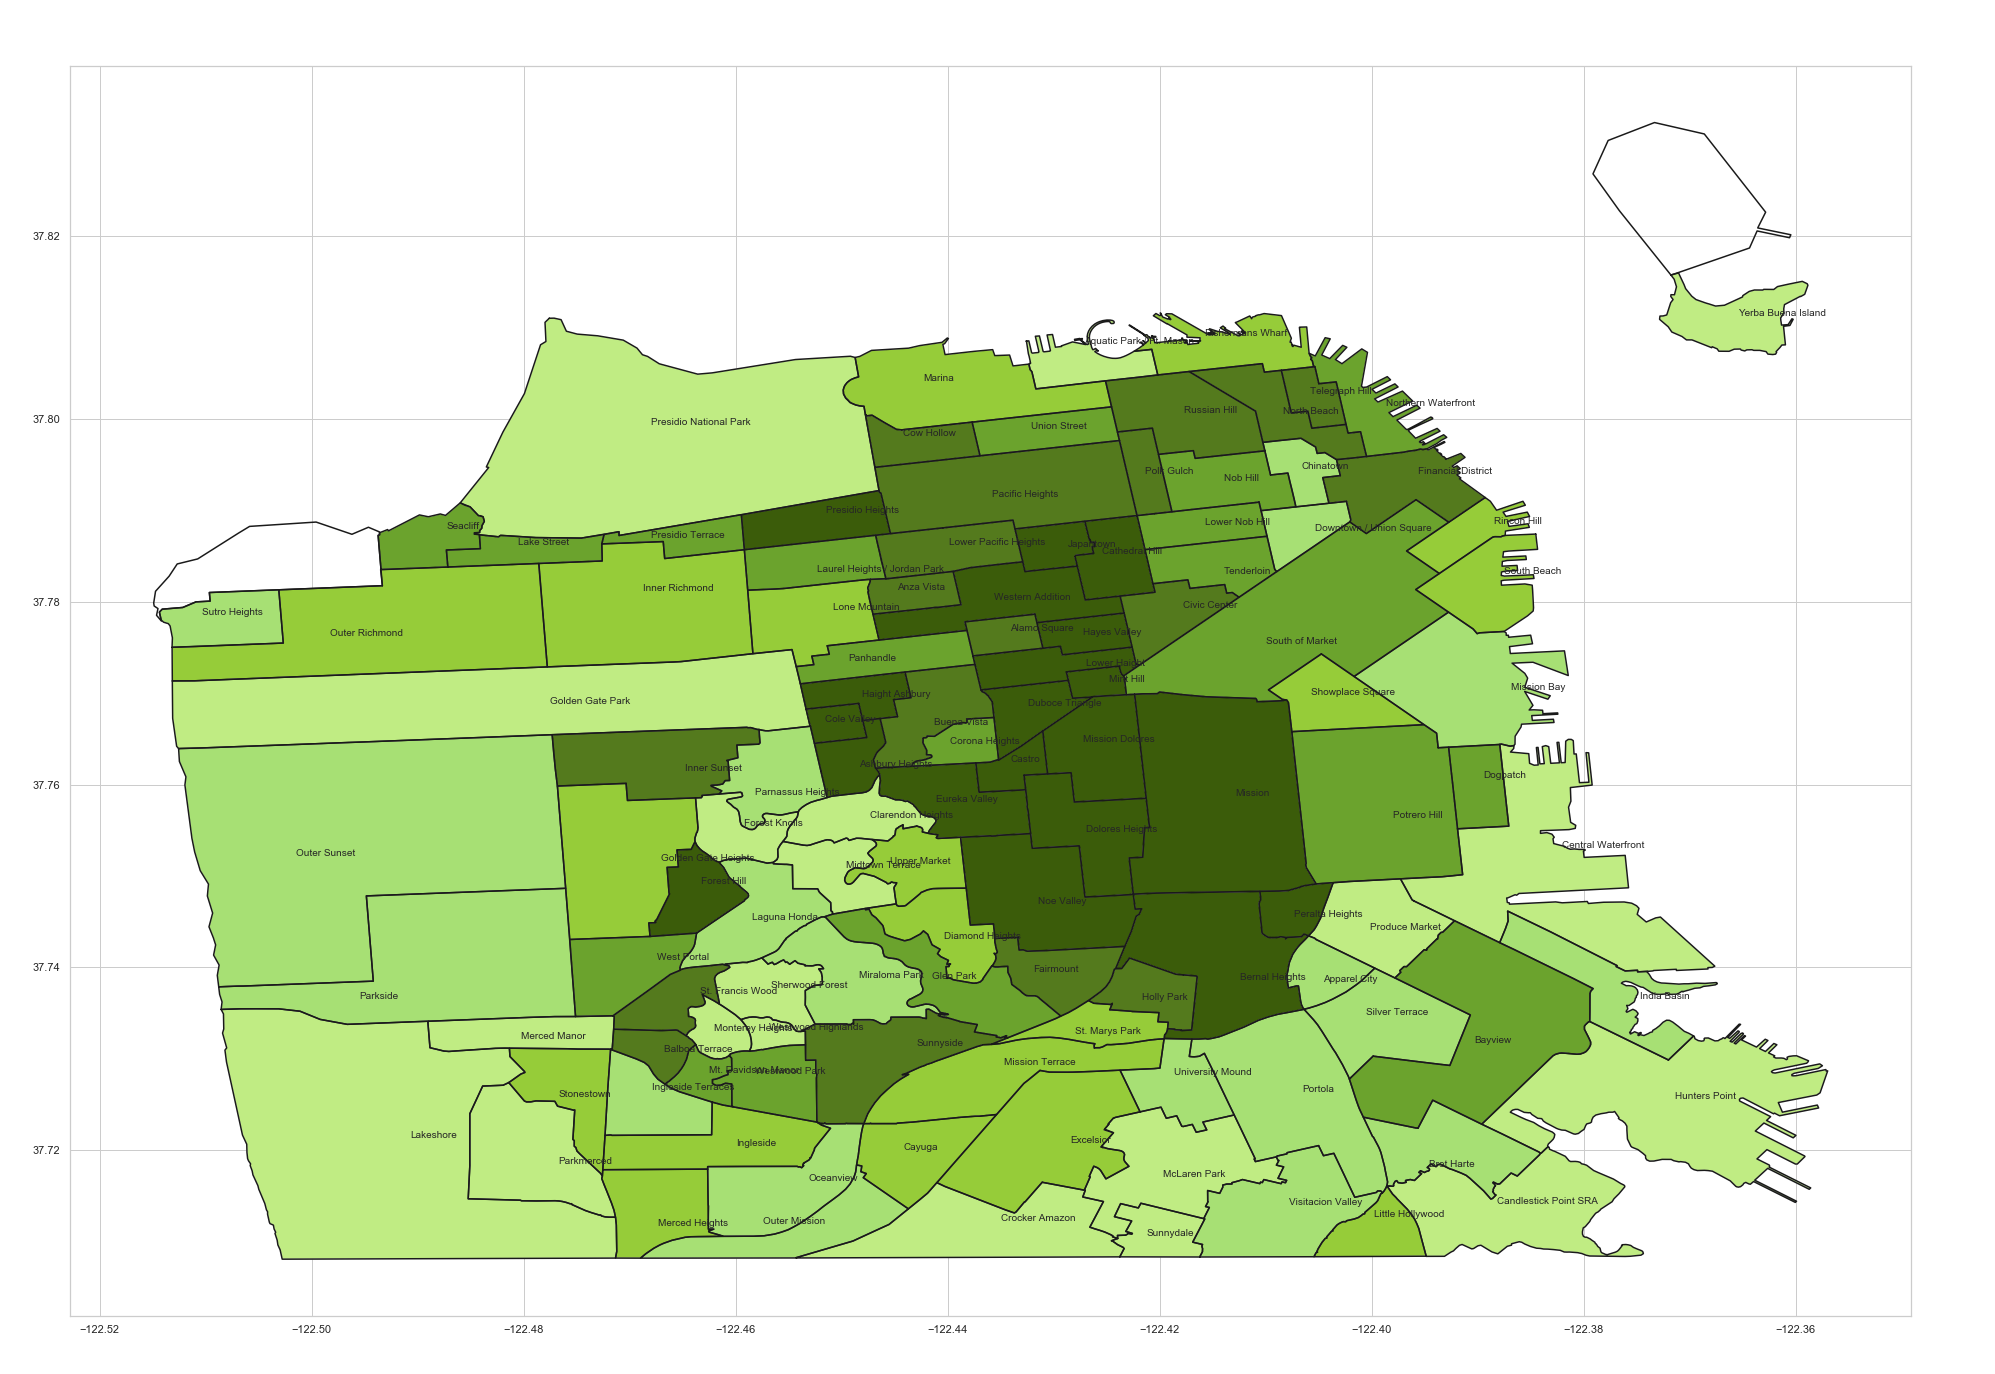 37.82
Yerba Buena Island
Fishermans Wharf
Aquatic Park / Ft. Mason
Marina
Telegraph Hill
Northern Waterfront
37.80
Presidio National Park
Russian Hill
North Beach
Cow Hollow
Union Street
Polk Gulch
Nob Hill
Chinatown
Financial District
Pacific Heights
Presidio Heights
Seacliff
Lake Street
Presidio Terrace
Lower Nob Hill
Downtown / Union Square
Rincon Hill
Lower Pacific Heights
Japantown
Cathedral Hill
Laurel Heights / Jordan Park
Tenderloin
South Beach
Inner Richmond
Anza Vista
37.78
Sutro Heights
Lone Mountain
Western Addition
Civic Center
Outer Richmond
Alamo Square
Hayes Valley
South of Market
Panhandle
Lower Haight
Mint Hill
Golden Gate Park
Haight Ashbury
Duboce Triangle
Showplace Square
Mission Bay
Cole Valley
Buena Vista
Corona Heights
Mission Dolores
Inner Sunset
Ashbury Heights
Castro
Dogpatch
37.76
Parnassus Heights
Eureka Valley
Mission
Forest Knolls
Clarendon Heights
Dolores Heights
Potrero Hill
Outer Sunset
Golden Gate Heights
Midtown Terrace
Upper Market
Central Waterfront
Forest Hill
Laguna Honda
Noe Valley
Peralta Heights
Produce Market
Diamond Heights
West Portal
37.74
Miraloma Park
Glen Park
Fairmount
Bernal Heights
Apparel City
Parkside
St. Francis Wood
Sherwood Forest
Holly Park
India Basin
Silver Terrace
Merced Manor
Monterey Heights
Westwood Highlands
St. Marys Park
Balboa Terrace
Sunnyside
Bayview
Mission Terrace
Mt. Davidson Manor
Westwood Park
University Mound
Stonestown
Ingleside Terraces
Portola
Hunters Point
Lakeshore
Ingleside
Cayuga
Excelsior
37.72
Parkmerced
Oceanview
McLaren Park
Bret Harte
Merced Heights
Outer Mission
Crocker Amazon
Sunnydale
Visitacion Valley
Little Hollywood
Candlestick Point SRA
−122.52 −122.50 −122.48 −122.46 −122.44 −122.42 −122.40 −122.38 −122.36